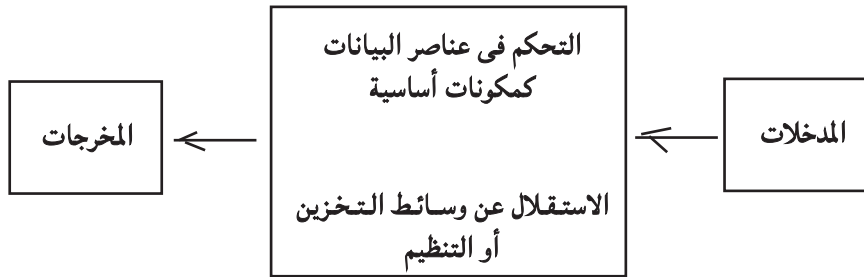 المدخلات
التحكم فى عناصر البيانات
كمكونات أساسية
الاستقلال عن وسائط التخزين
أو التنظيم
المخرجات